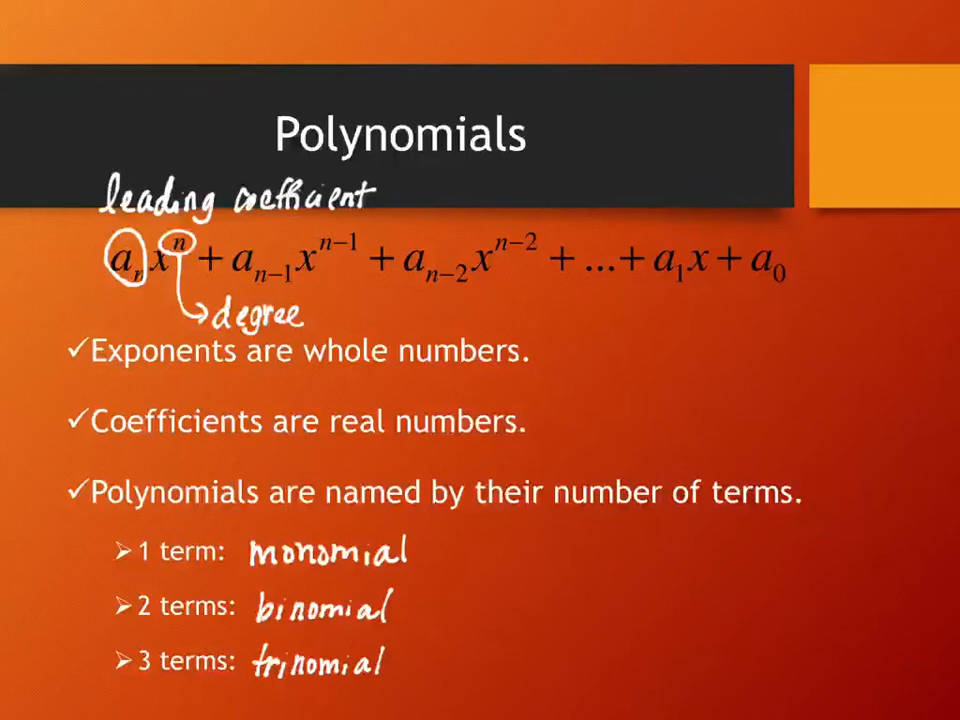 Polynomials
leading coefficient
aₙxⁿ + aₙ₋₁xⁿ⁻¹ + aₙ₋₂xⁿ⁻² + ... + a₁x + a₀
degree
✓Exponents are whole numbers.
✓Coefficients are real numbers.
✓Polynomials are named by their number of terms.
➢1 term: monomial
➢2 terms: binomial
➢3 terms: trinomial